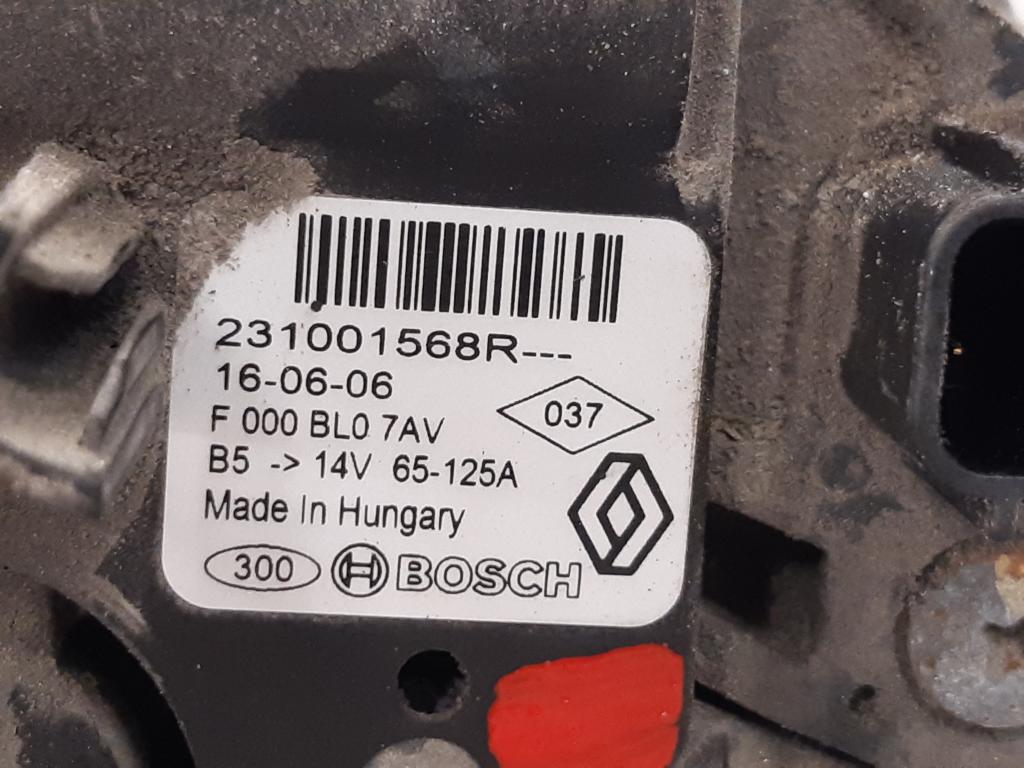 231001568R---
16-06-06
F 000 BL0 7AV
037
B5 -> 14V 65-125A
Made In Hungary
300 BOSCH